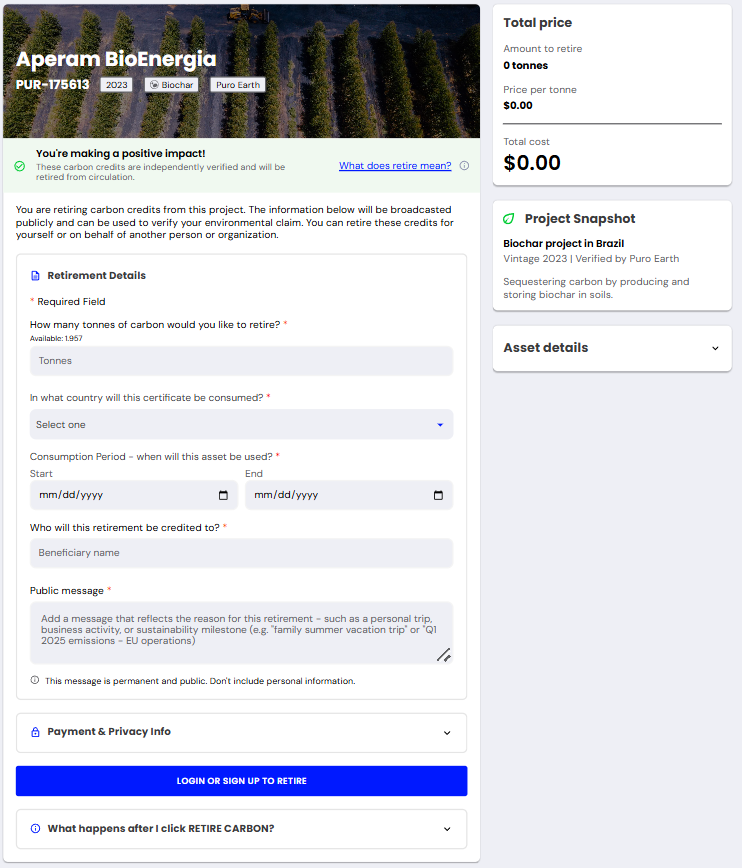 Aperam BioEnergia
PUR-175613 2023 Biochar Puro Earth
You're making a positive impact!
These carbon credits are independently verified and will be
retired from circulation.
What does retire mean?
You are retiring carbon credits from this project. The information below will be broadcasted
publicly and can be used to verify your environmental claim. You can retire these credits for
yourself or on behalf of another person or organization.
Retirement Details
* Required Field
How many tonnes of carbon would you like to retire? *
Available: 1.957
Tonnes
In what country will this certificate be consumed? *
Select one
Consumption Period - when will this asset be used? *
Start End
mm/dd/yyyy mm/dd/yyyy
Who will this retirement be credited to? *
Beneficiary name
Public message *
Add a message that reflects the reason for this retirement - such as a personal trip,
business activity, or sustainability milestone (e.g. "family summer vacation trip" or "Q1
2025 emissions - EU operations)
This message is permanent and public. Don't include personal information.
Payment & Privacy Info
LOGIN OR SIGN UP TO RETIRE
What happens after I click RETIRE CARBON?
Total price
Amount to retire
0 tonnes
Price per tonne
$0.00
Total cost
$0.00
Project Snapshot
Biochar project in Brazil
Vintage 2023 | Verified by Puro Earth
Sequestering carbon by producing and
storing biochar in soils.
Asset details